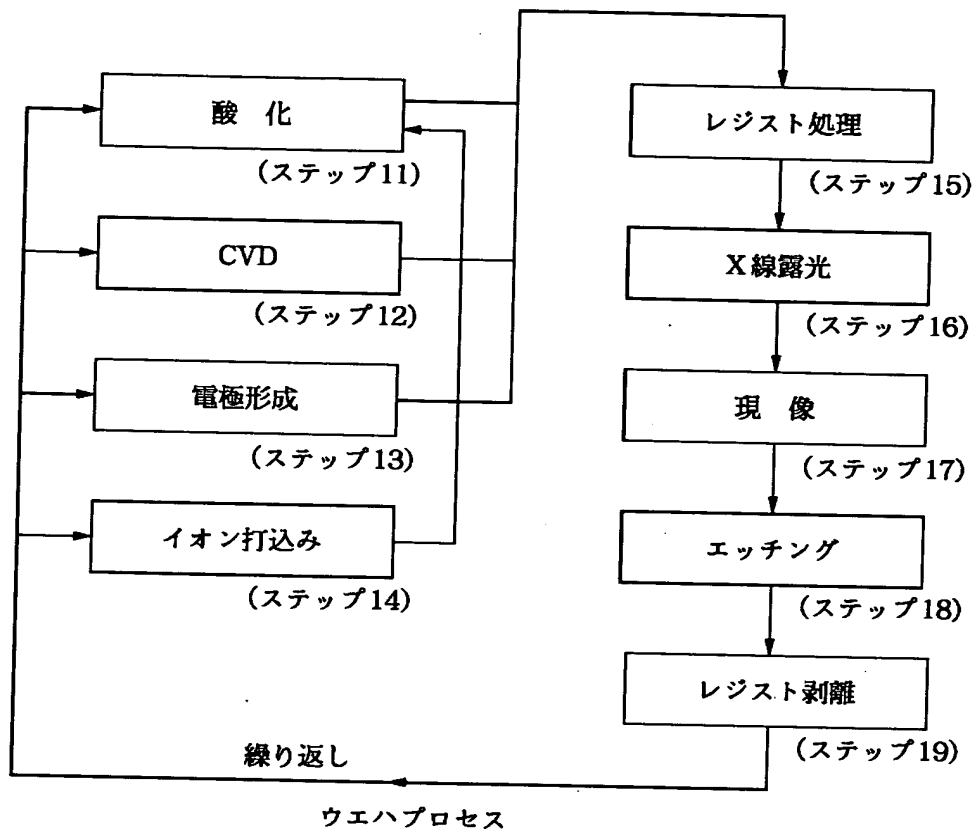 酸 化
(ステップ11)
CVD
(ステップ12)
電極形成
(ステップ13)
イオン打込み
(ステップ14)
レジスト処理
(ステップ15)
X線露光
(ステップ16)
現 像
(ステップ17)
エッチング
(ステップ18)
レジスト剥離
(ステップ19)
繰り返し
ウエハプロセス